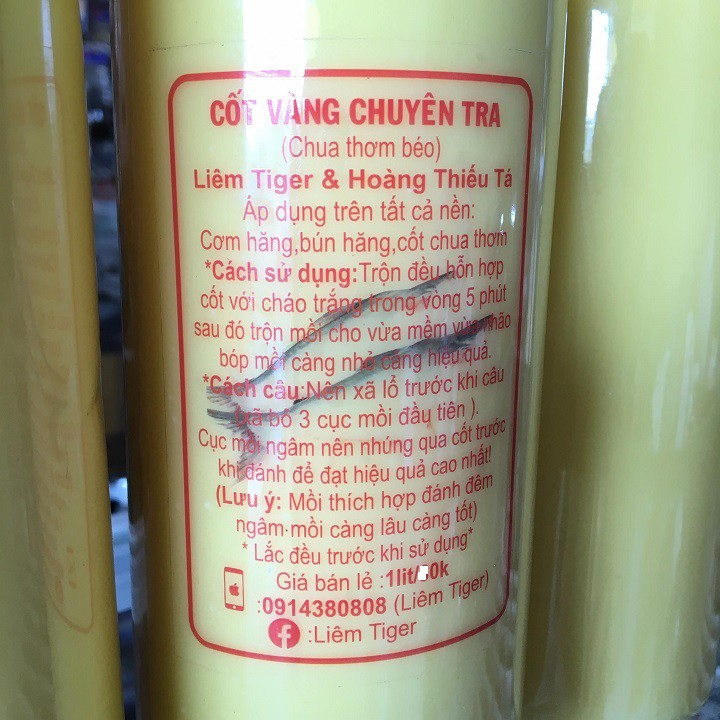 CỐT VÀNG CHUYÊN TRA
(Chua thơm béo)
Liêm Tiger & Hoàng Thiếu Tá
Áp dụng trên tất cả nền:
Cơm hăng,bún hăng,cốt chua thơm
*Cách sử dụng:Trộn đều hỗn hợp
cốt với cháo trắng trong vòng 5 phút
sau đó trộn mồi cho vừa mềm vừa nhão
bóp mồi càng nhỏ càng hiệu quả.
*Cách câu:Nên xã lổ trước khi câu
(xã bỏ 3 cục mồi đầu tiên ).
Cục mồi ngâm nên nhúng qua cốt trước
khi đánh để đạt hiệu quả cao nhất!
(Lưu ý: Mồi thích hợp đánh đêm
ngâm mồi càng lâu càng tốt)
* Lắc đều trước khi sử dụng*
Giá bán lẻ :1lit/ 0k
:0914380808 (Liêm Tiger)
:Liêm Tiger